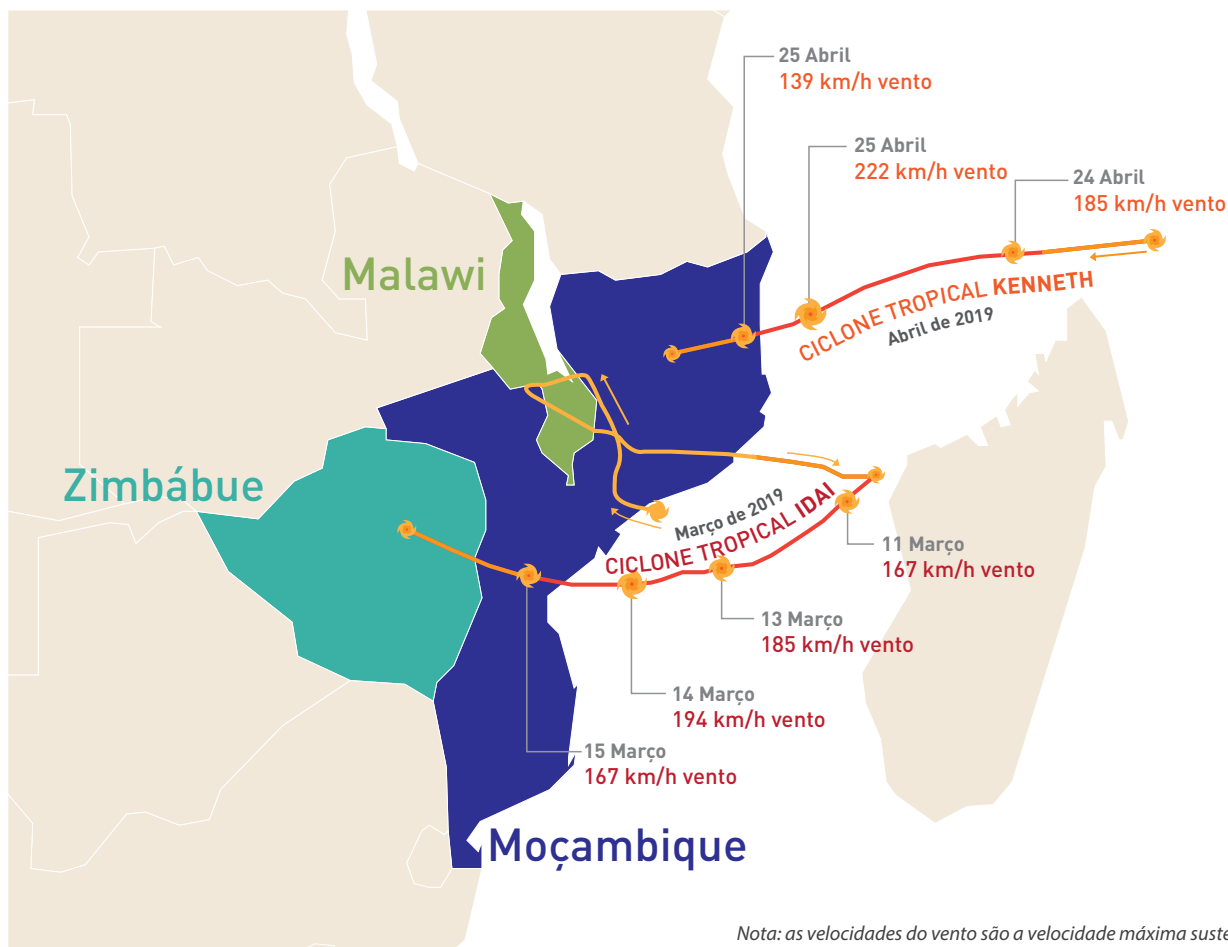 25 Abril
139 km/h vento
25 Abril
222 km/h vento
24 Abril
185 km/h vento
Malawi
CICLONE TROPICAL KENNETH
Abril de 2019
Zimbábue
Março de 2019
CICLONE TROPICAL IDAI
11 Março
167 km/h vento
13 Março
185 km/h vento
14 Março
194 km/h vento
15 Março
167 km/h vento
Moçambique
Nota: as velocidades do vento são a velocidade máxima